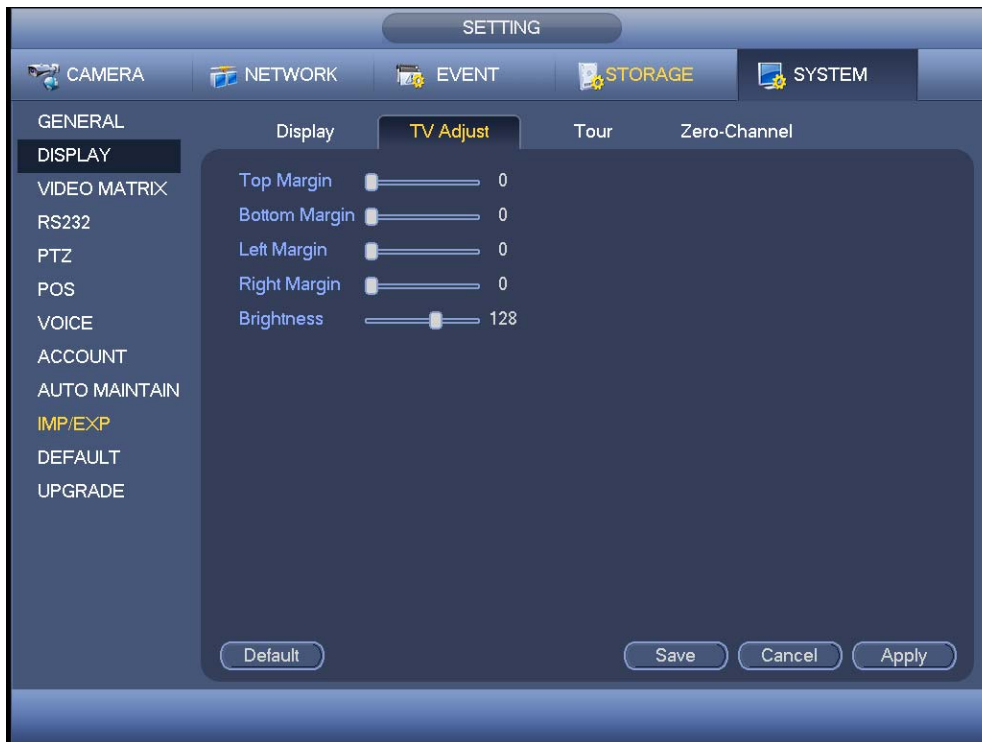 SETTING
CAMERA NETWORK EVENT STORAGE SYSTEM
GENERAL
DISPLAY
VIDEO MATRIX
RS232
PTZ
POS
VOICE
ACCOUNT
AUTO MAINTAIN
IMP/EXP
DEFAULT
UPGRADE
Display TV Adjust Tour Zero-Channel
Top Margin 0
Bottom Margin 0
Left Margin 0
Right Margin 0
Brightness 128
Default Save Cancel Apply